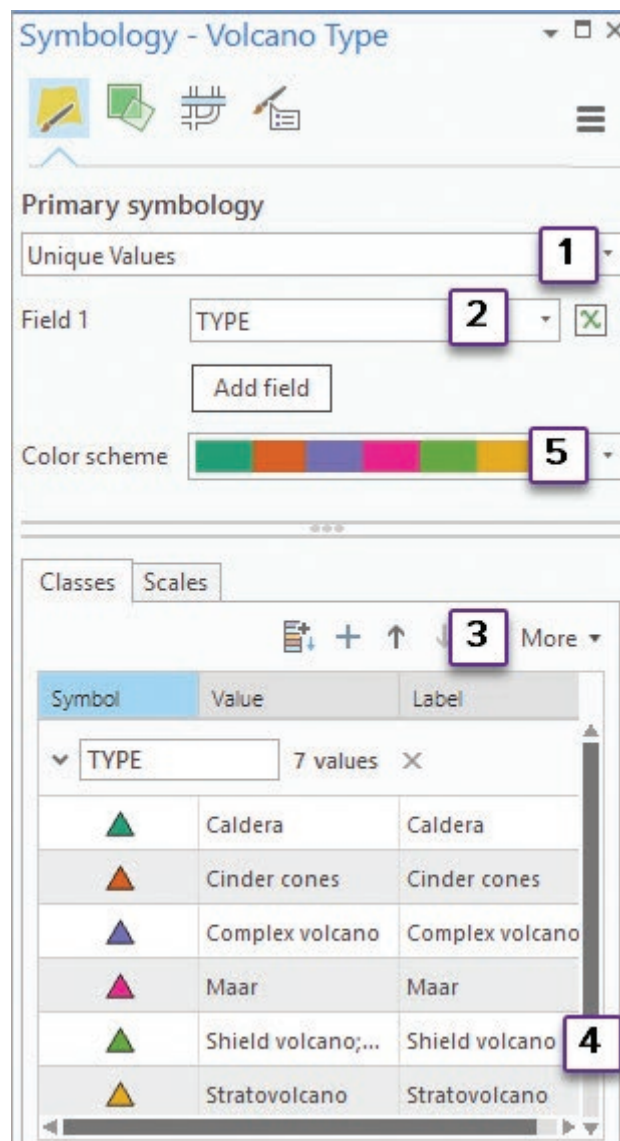 Symbology - Volcano Type
Primary symbology
Unique Values 1
Field 1 TYPE 2
Add field
Color scheme 5
Classes Scales
3 More
Symbol Value Label
TYPE 7 values
Caldera Caldera
Cinder cones Cinder cones
Complex volcano Complex volcano
Maar Maar
Shield volcano;... Shield volcano 4
Stratovolcano Stratovolcano